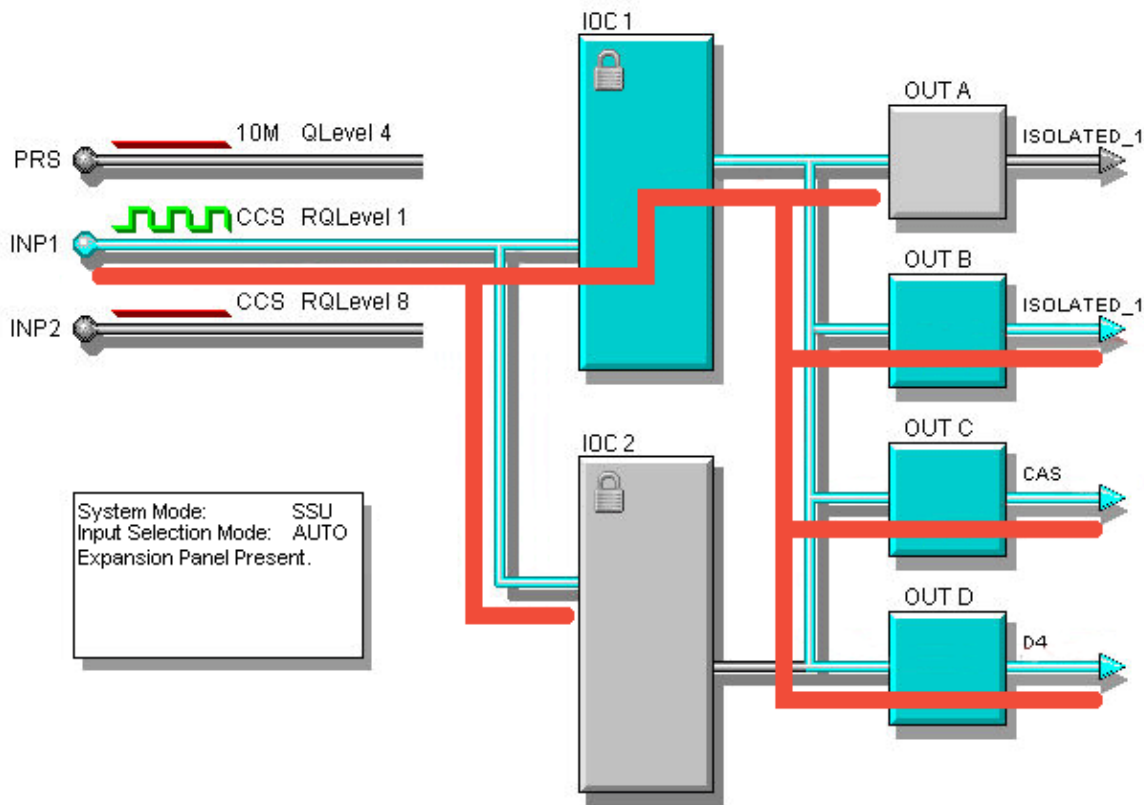 IOC 1
OUT A
10M QLevel 4
PRS
ISOLATED_1
CCS RQLevel 1
INP1
OUT B
CCS RQLevel 8
ISOLATED_1
INP2
OUT C
IOC 2
CAS
System Mode: SSU
Input Selection Mode: AUTO
Expansion Panel Present.
OUT D
D4